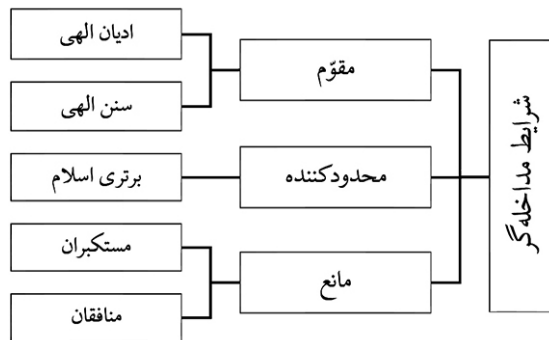 شرایط مداخله‌گر
مقوّم
ادیان الهی
سنن الهی
محدودکننده
برتری اسلام
مانع
مستکبران
منافقان